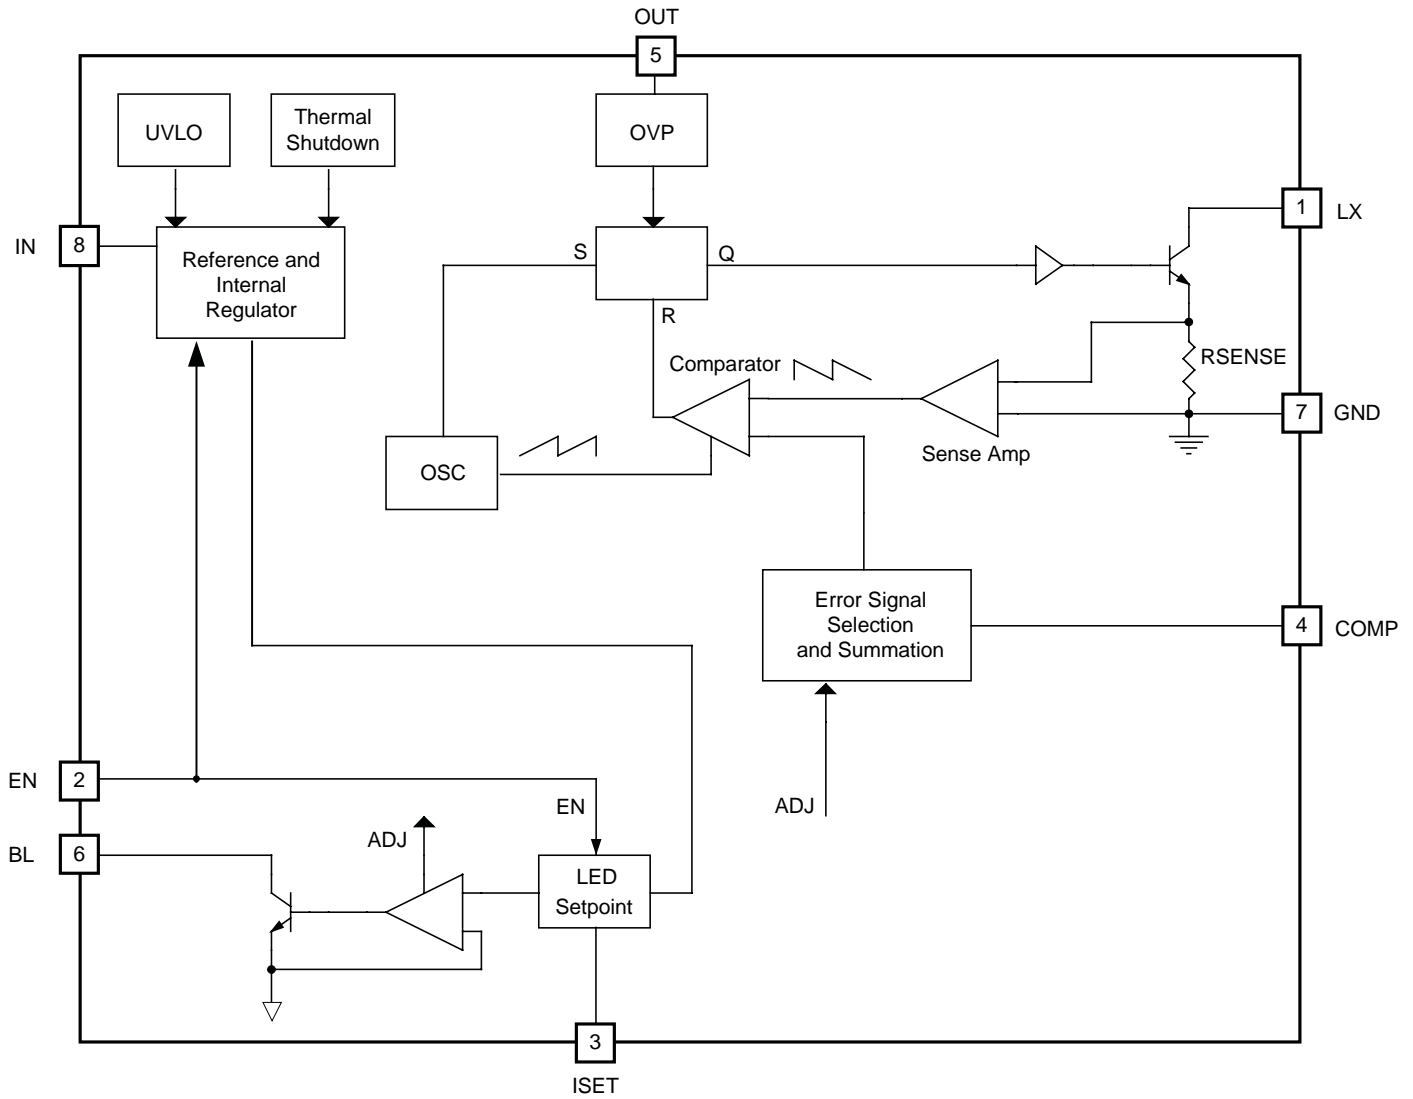 OUT
5
UVLO
Thermal
Shutdown
OVP
1
LX
IN
8
Reference and
Internal
Regulator
S
Q
R
Comparator
RSENSE
7
GND
Sense Amp
OSC
Error Signal
Selection
and Summation
4
COMP
EN
2
EN
ADJ
ADJ
BL
6
LED
Setpoint
3
ISET